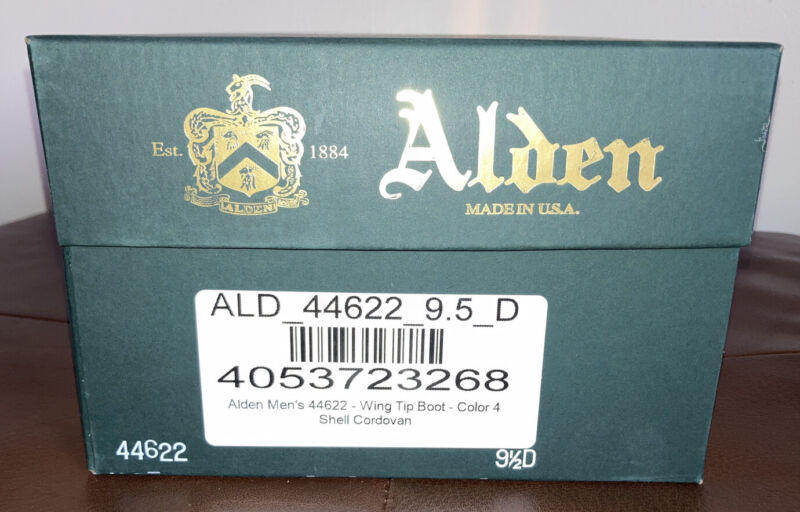 Est.
1884
ALDEN
Alden
MADE IN U.S.A.
ALD_44622_9.5_D
4053723268
Alden Men's 44622 - Wing Tip Boot - Color 4
Shell Cordovan
44622
9½D